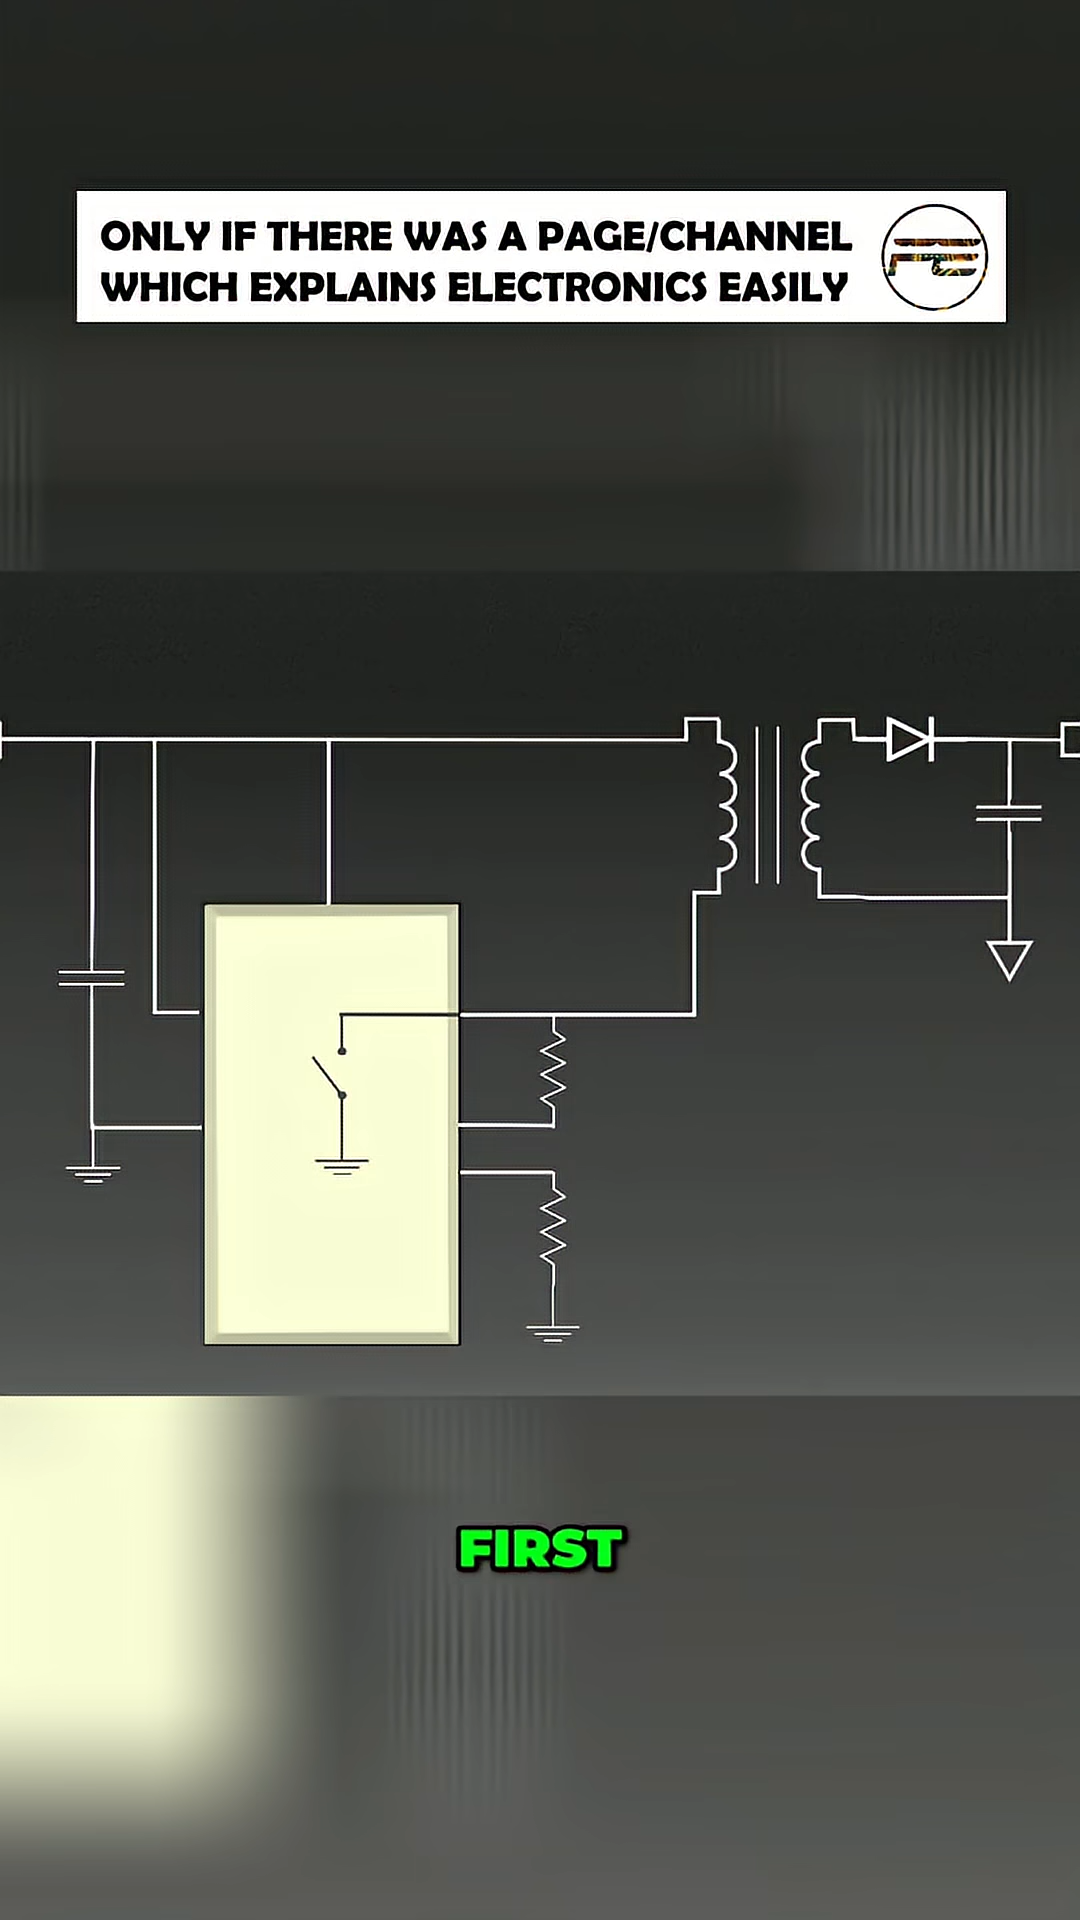 ONLY IF THERE WAS A PAGE/CHANNEL
WHICH EXPLAINS ELECTRONICS EASILY
FIRST